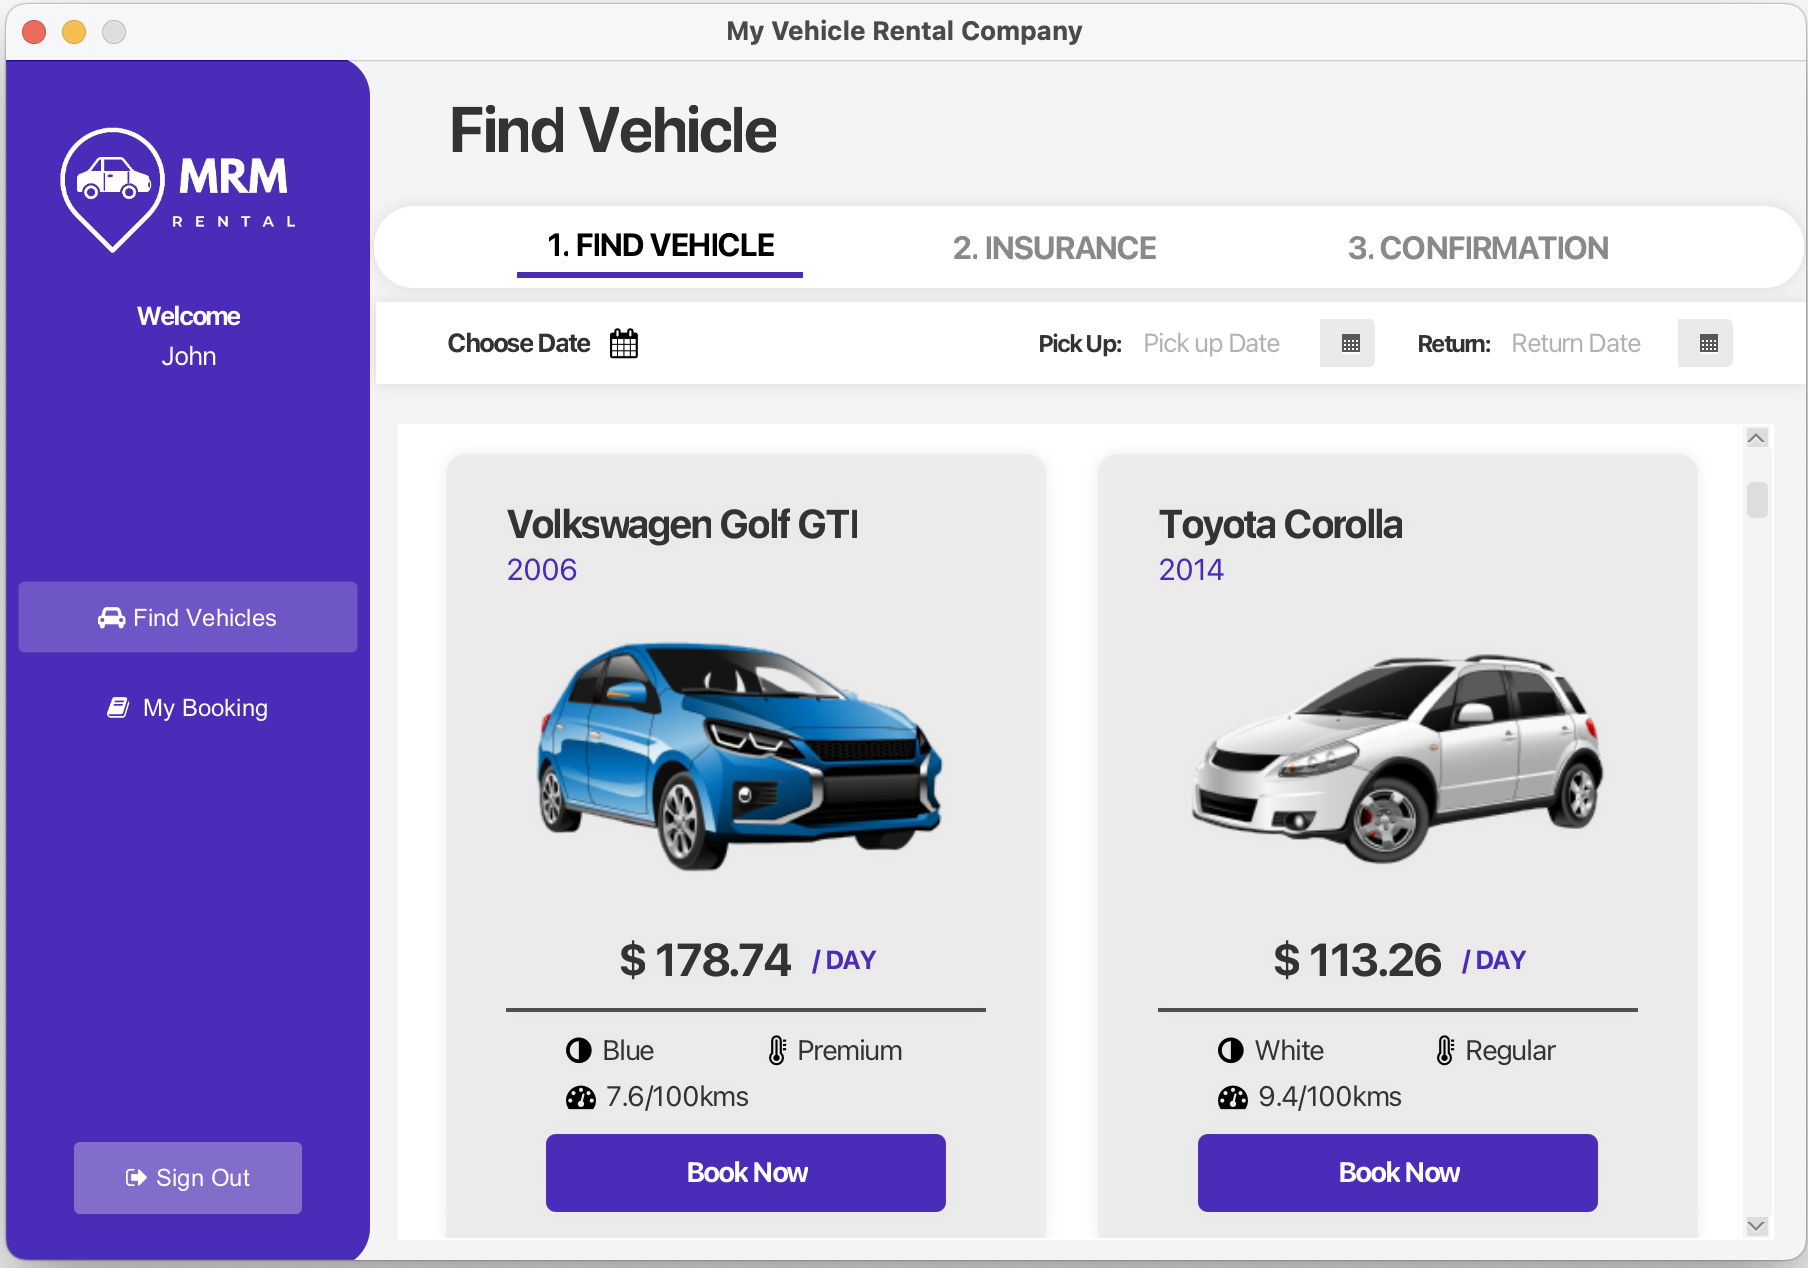 My Vehicle Rental Company
MRM
RENTAL
Welcome
John
Find Vehicles
My Booking
Sign Out
Find Vehicle
1. FIND VEHICLE 2. INSURANCE 3. CONFIRMATION
Choose Date Pick Up: Pick up Date Return: Return Date
Volkswagen Golf GTI
2006
$ 178.74 / DAY
Blue Premium
7.6/100kms
Book Now
Toyota Corolla
2014
$ 113.26 / DAY
White Regular
9.4/100kms
Book Now